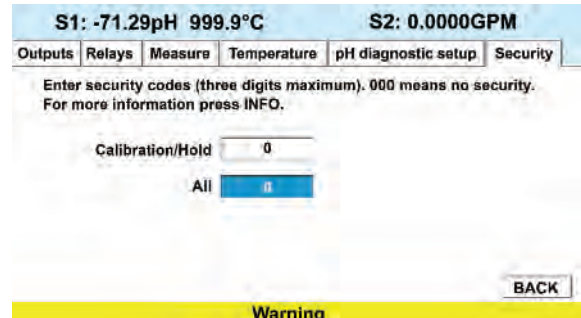 S1: -71.29pH 999.9°C S2: 0.0000GPM
Outputs Relays Measure Temperature pH diagnostic setup Security
Enter security codes (three digits maximum). 000 means no security.
For more information press INFO.
Calibration/Hold 0
All 0
BACK
Warning